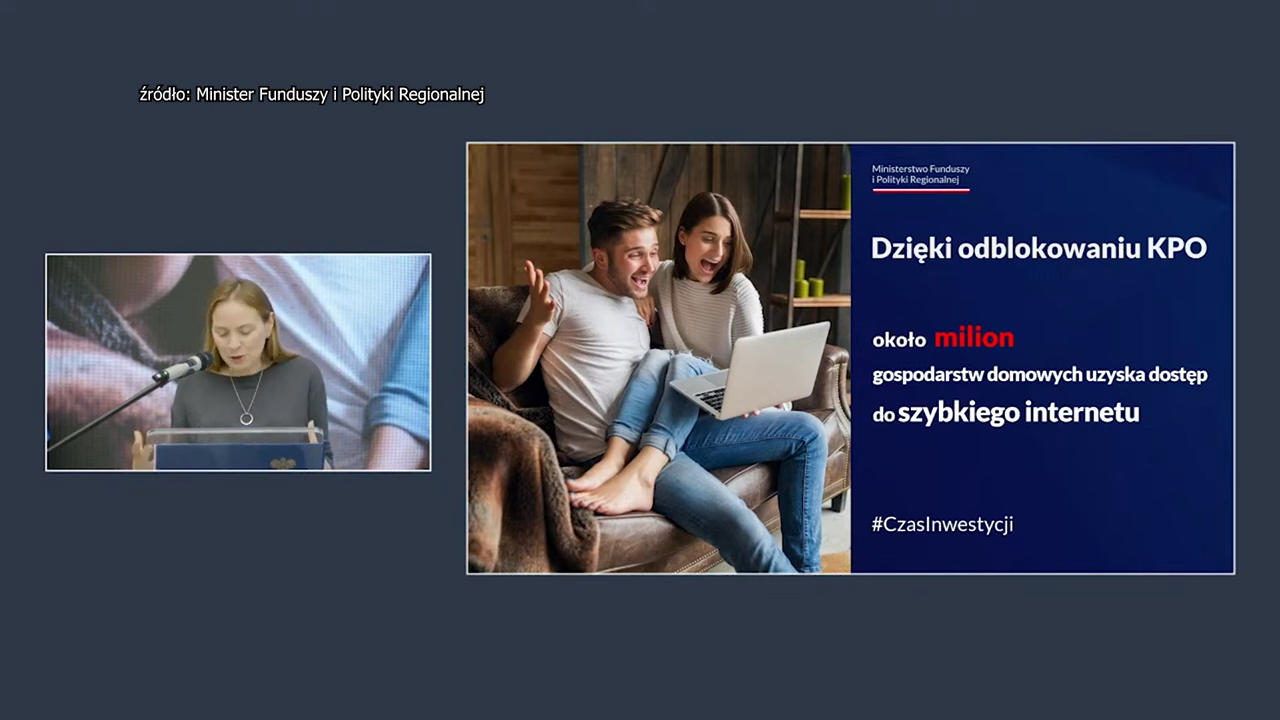 źródło: Minister Funduszy i Polityki Regionalnej
Ministerstwo Funduszy
i Polityki Regionalnej
Dzięki odblokowaniu KPO
około milion
gospodarstw domowych uzyska dostęp
do szybkiego internetu
#CzasInwestycji